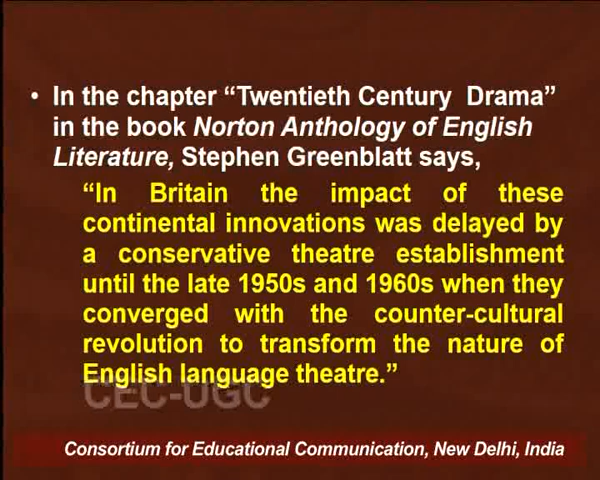 • In the chapter “Twentieth Century Drama”
in the book Norton Anthology of English
Literature, Stephen Greenblatt says,
“In Britain the impact of these
continental innovations was delayed by
a conservative theatre establishment
until the late 1950s and 1960s when they
converged with the counter-cultural
revolution to transform the nature of
English language theatre.”
CEC-UGC
Consortium for Educational Communication, New Delhi, India